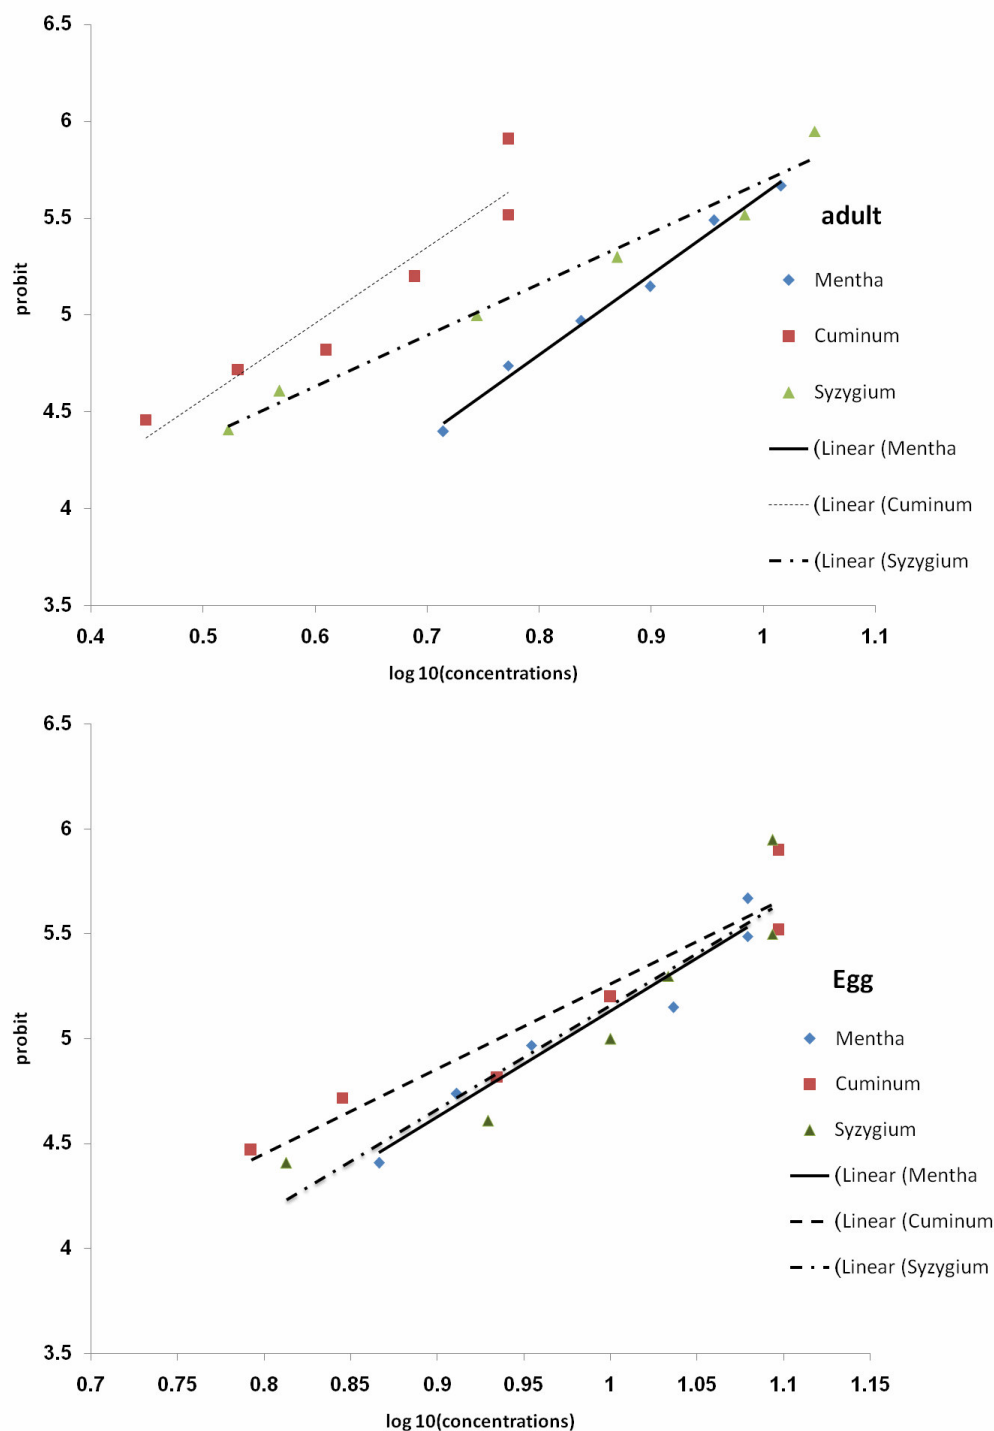 6.5
6
5.5
5
4.5
4
3.5
probit
0.4 0.5 0.6 0.7 0.8 0.9 1 1.1
log 10(concentrations)
adult
Mentha
Cuminum
Syzygium
(Linear (Mentha
(Linear (Cuminum
(Linear (Syzygium
6.5
6
5.5
5
4.5
4
3.5
probit
0.7 0.75 0.8 0.85 0.9 0.95 1 1.05 1.1 1.15
log 10(concentrations)
Egg
Mentha
Cuminum
Syzygium
(Linear (Mentha
(Linear (Cuminum
(Linear (Syzygium